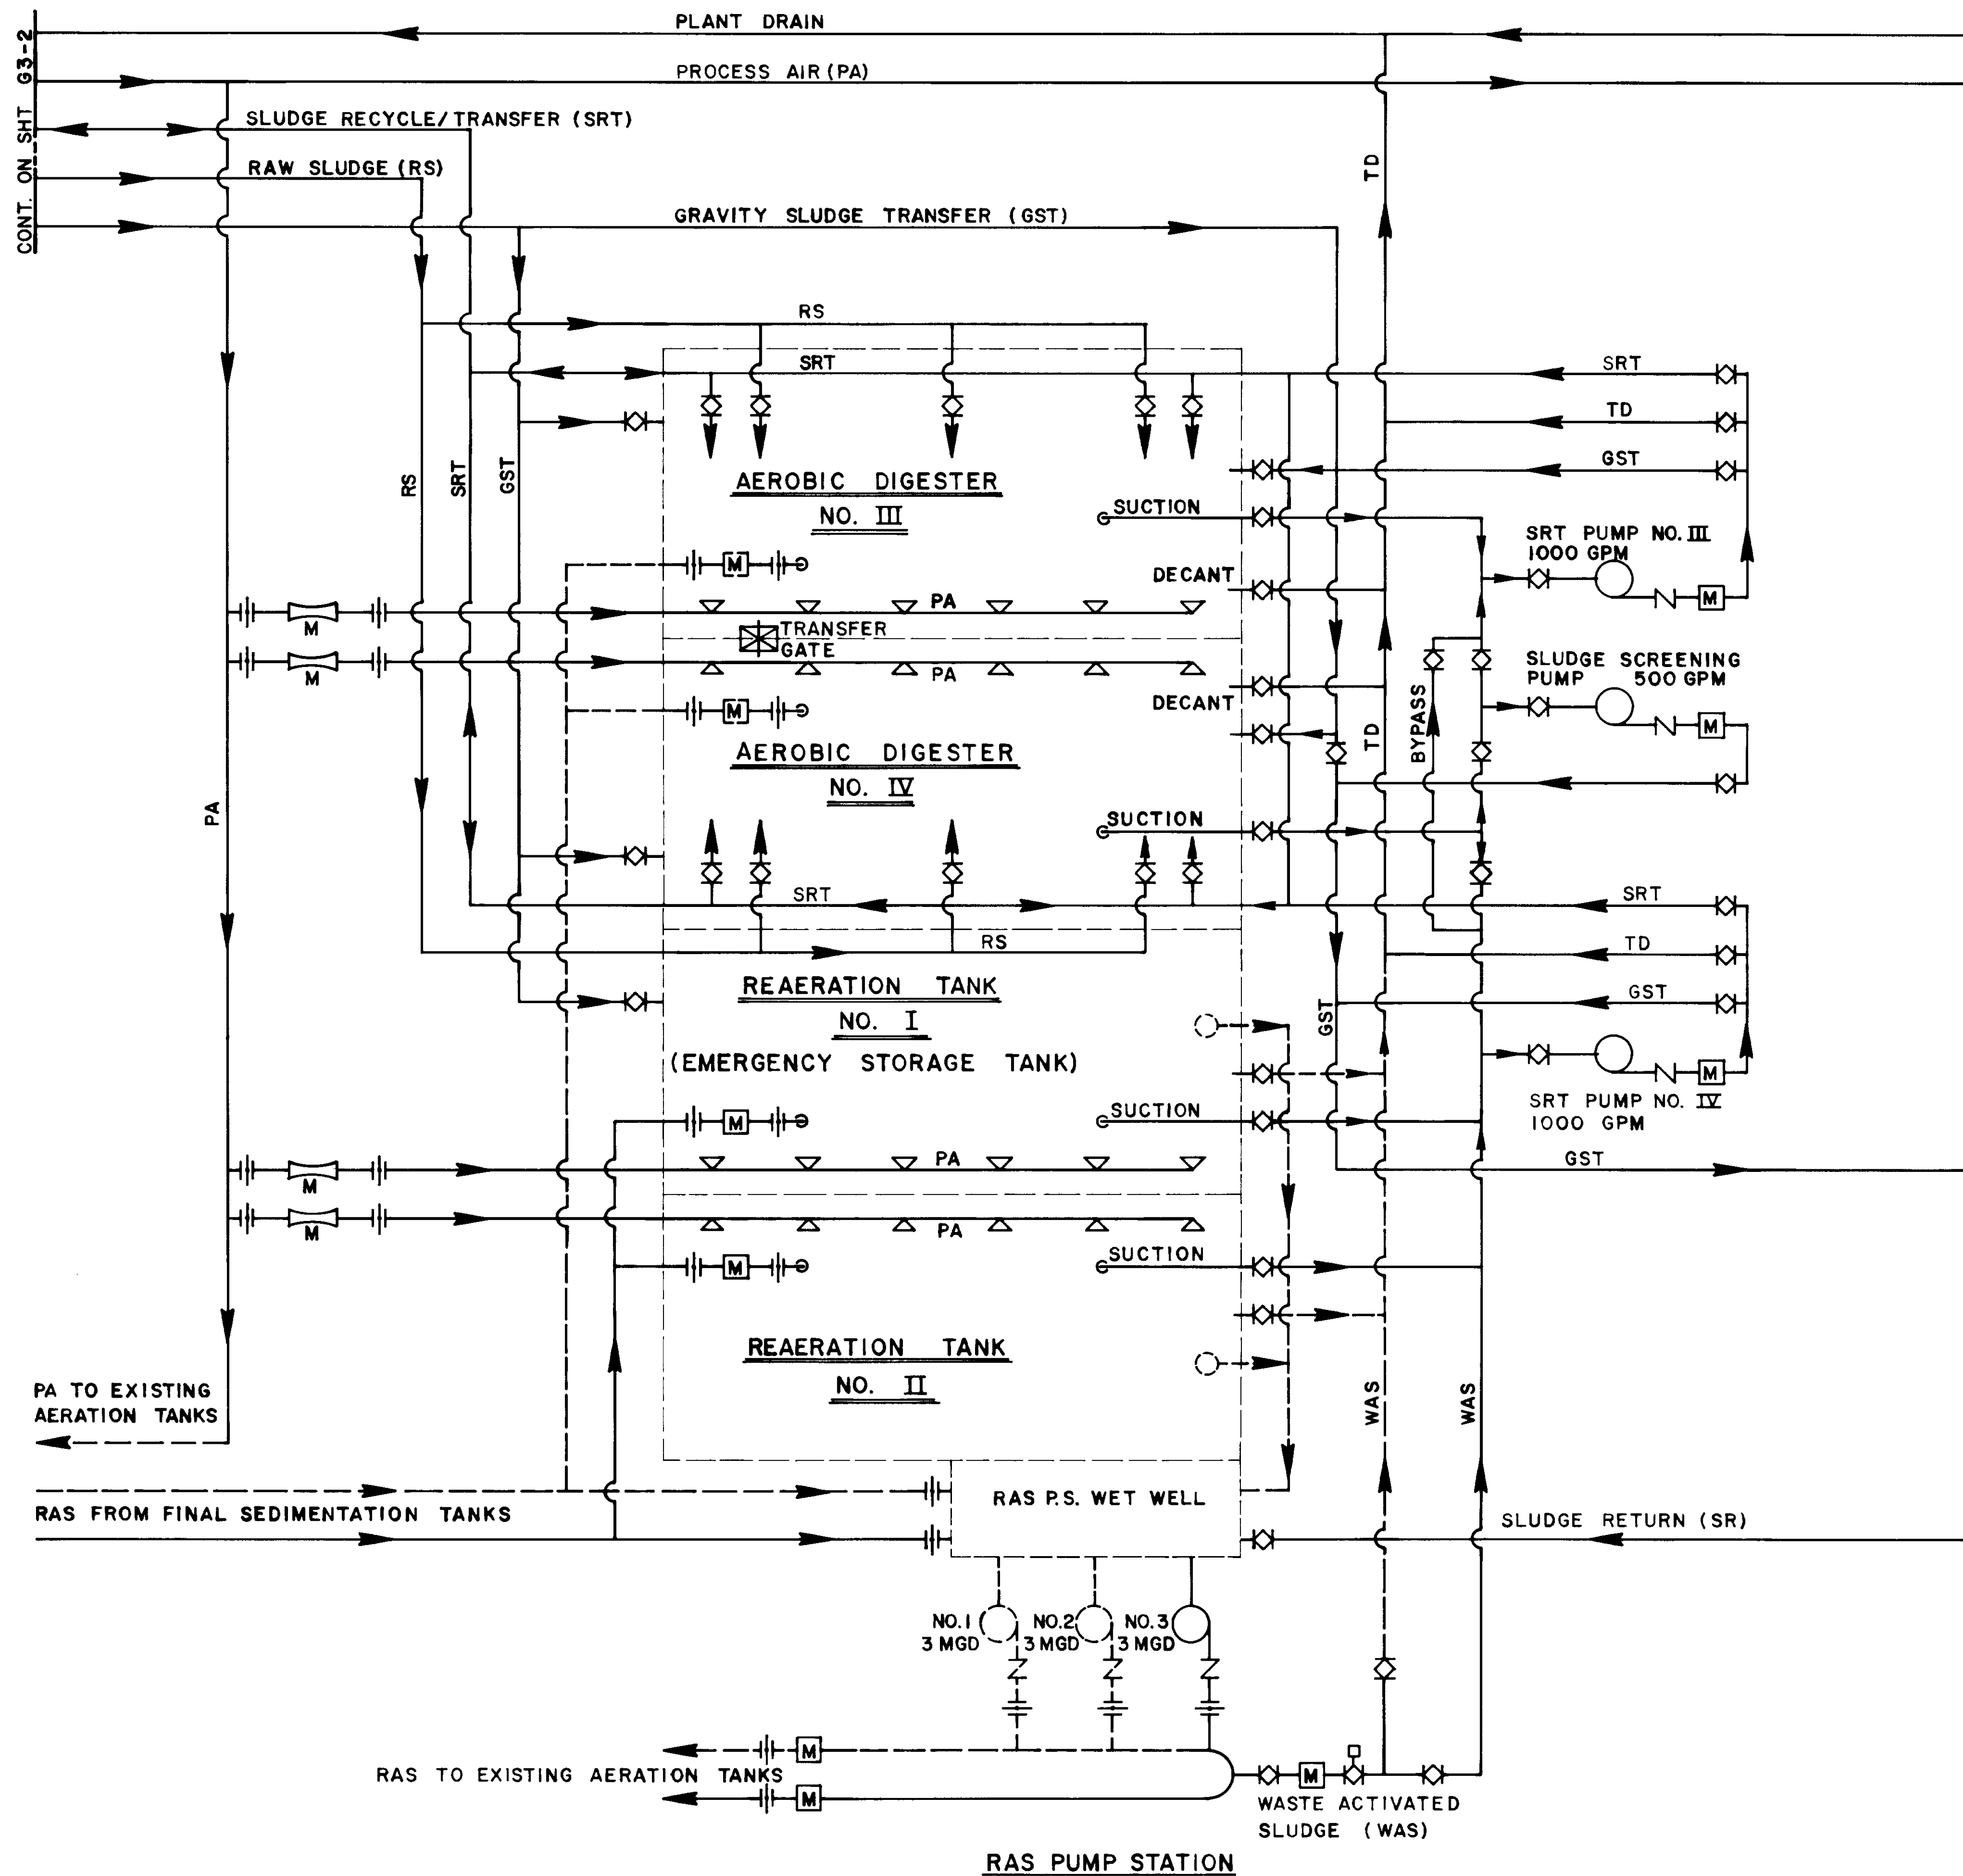 PLANT DRAIN
CONT. ON SHT G3-2
PROCESS AIR (PA)
SLUDGE RECYCLE/TRANSFER (SRT)
RAW SLUDGE (RS)
TD
GRAVITY SLUDGE TRANSFER (GST)
RS
SRT
SRT
TD
GST
RS
SRT
GST
AEROBIC DIGESTER
NO. III
SUCTION
SRT PUMP NO. III
1000 GPM
M
DECANT
M
PA
M
TRANSFER
GATE
M
PA
SLUDGE SCREENING
PUMP 500 GPM
M
DECANT
M
BYPASS
TD
AEROBIC DIGESTER
NO. IV
PA
SUCTION
SRT
SRT
RS
TD
REAERATION TANK
NO. I
GST
GST
(EMERGENCY STORAGE TANK)
M
SRT PUMP NO. IV
1000 GPM
M
SUCTION
PA
GST
M
M
PA
M
SUCTION
REAERATION TANK
NO. II
WAS
WAS
PA TO EXISTING
AERATION TANKS
RAS P.S. WET WELL
RAS FROM FINAL SEDIMENTATION TANKS
SLUDGE RETURN (SR)
NO.1
3 MGD
NO.2
3 MGD
NO.3
3 MGD
M
RAS TO EXISTING AERATION TANKS
M
M
WASTE ACTIVATED
SLUDGE (WAS)
RAS PUMP STATION